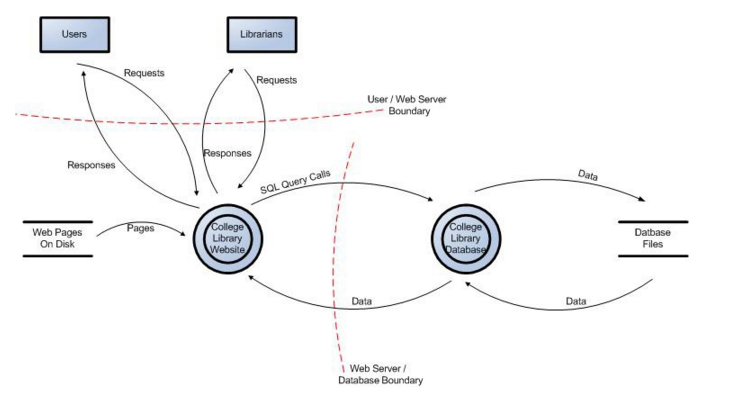 Users
Librarians
Requests
Requests
User / Web Server
Boundary
Responses
Responses
SQL Query Calls
Data
Web Pages
On Disk
Pages
College
Library
Website
College
Library
Database
Datbase
Files
Data
Data
Web Server /
Database Boundary